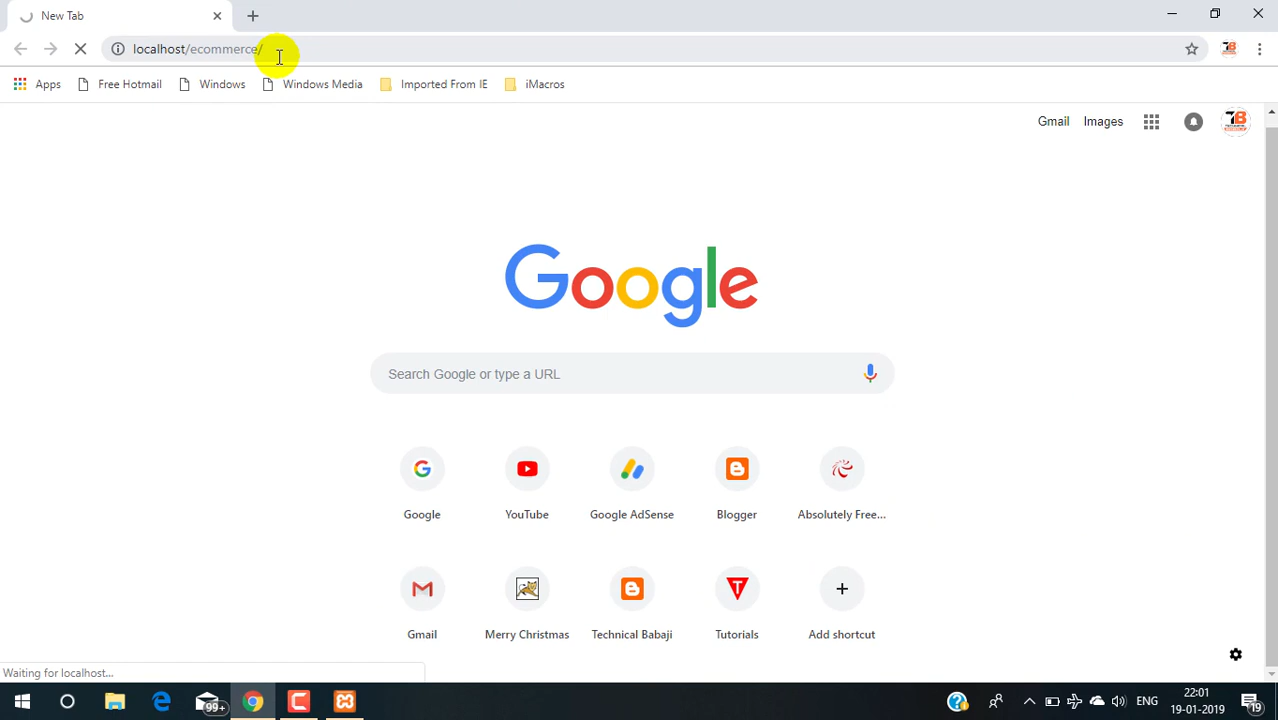 New Tab
localhost/ecommerce/
Apps Free Hotmail Windows Windows Media Imported From IE iMacros
Gmail Images
Google
Search Google or type a URL
Google YouTube Google AdSense Blogger Absolutely Free...
Gmail Merry Christmas Technical Babaji Tutorials Add shortcut
Waiting for localhost...
99+
ENG
22:01
19-01-2019
19